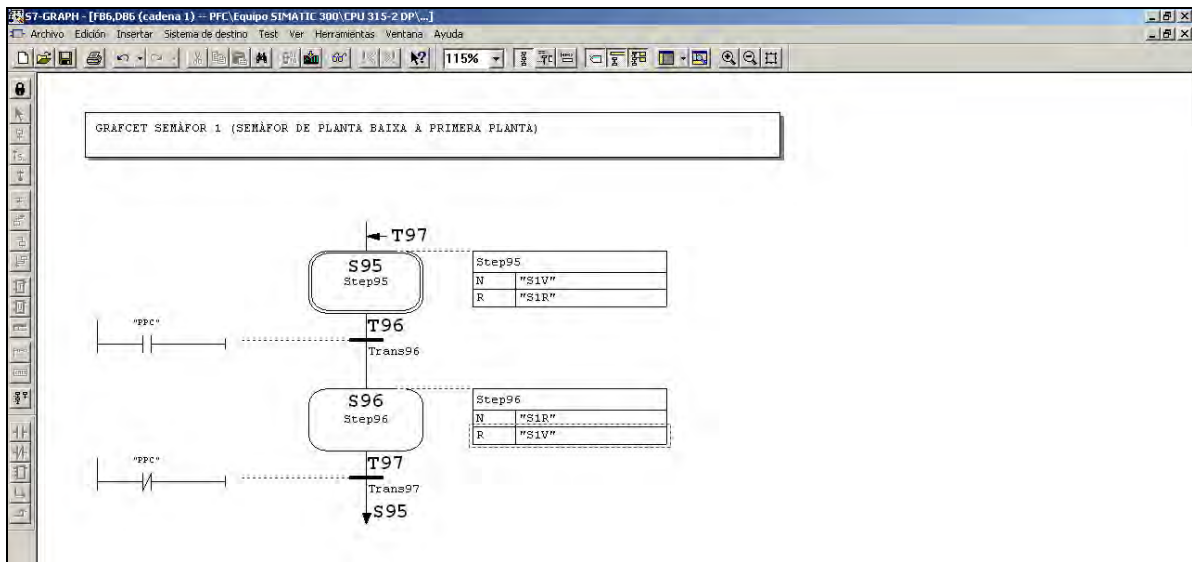 S7-GRAPH - [FB6,DB6 (cadena 1) -- PFC\Equipo SIMATIC 300\CPU 315-2 DP\...]
Archivo Edición Insertar Sistema de destino Test Ver Herramientas Ventana Ayuda
115%
GRAFCET SEMÀFOR 1 (SEMÀFOR DE PLANTA BAIXA A PRIMERA PLANTA)
T97
S95
Step95
Step95
N "S1V"
R "S1R"
"PPC"
T96
Trans96
S96
Step96
Step96
N "S1R"
R "S1V"
"PPC"
T97
Trans97
S95